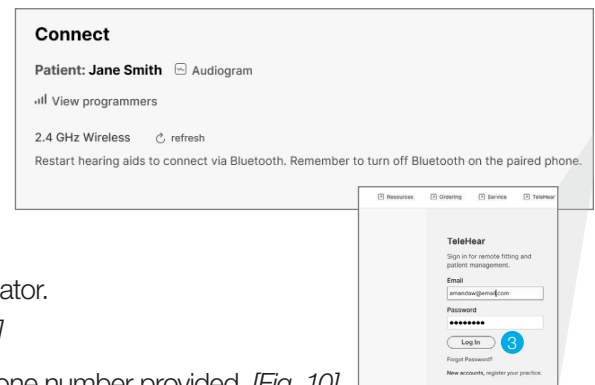 Connect
Patient: Jane Smith Audiogram
View programmers
2.4 GHz Wireless refresh
Restart hearing aids to connect via Bluetooth. Remember to turn off Bluetooth on the paired phone.
Resources Ordering Service TeleHear
TeleHear
Sign in for remote fitting and
patient management.
Email
amandaw@email.com
Password
Log In 3
Forgot Password?
New accounts, register your practice.
ator.
]
one number provided. [Fig. 10]